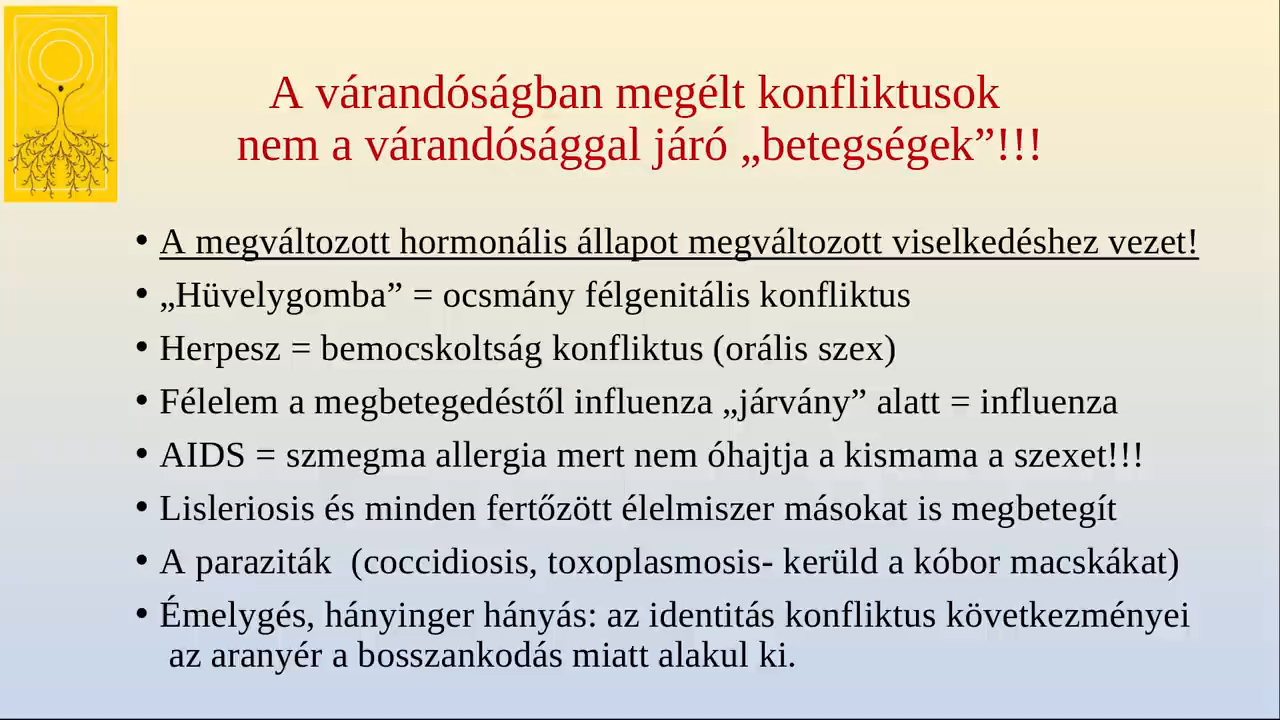 A várandóságban megélt konfliktusok
nem a várandósággal járó „betegségek”!!!
• A megváltozott hormonális állapot megváltozott viselkedéshez vezet!
• „Hüvelygomba” = ocsmány félgenitális konfliktus
• Herpesz = bemocskoltság konfliktus (orális szex)
• Félelem a megbetegedéstől influenza „járvány” alatt = influenza
• AIDS = szmegma allergia mert nem óhajtja a kismama a szexet!!!
• Lisleriosis és minden fertőzött élelmiszer másokat is megbetegít
• A paraziták  (coccidiosis, toxoplasmosis- kerüld a kóbor macskákat)
• Émelygés, hányinger hányás: az identitás konfliktus következményei
az aranyér a bosszankodás miatt alakul ki.